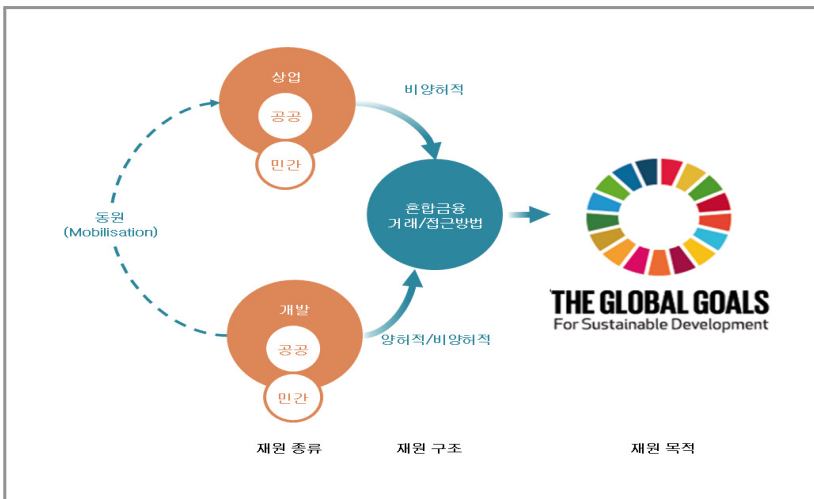 상업
공공
민간
비양허적
동원
(Mobilisation)
혼합금융
거래/접근방법
THE GLOBAL GOALS
For Sustainable Development
개발
공공
민간
양허적/비양허적
재원 종류
재원 구조
재원 목적